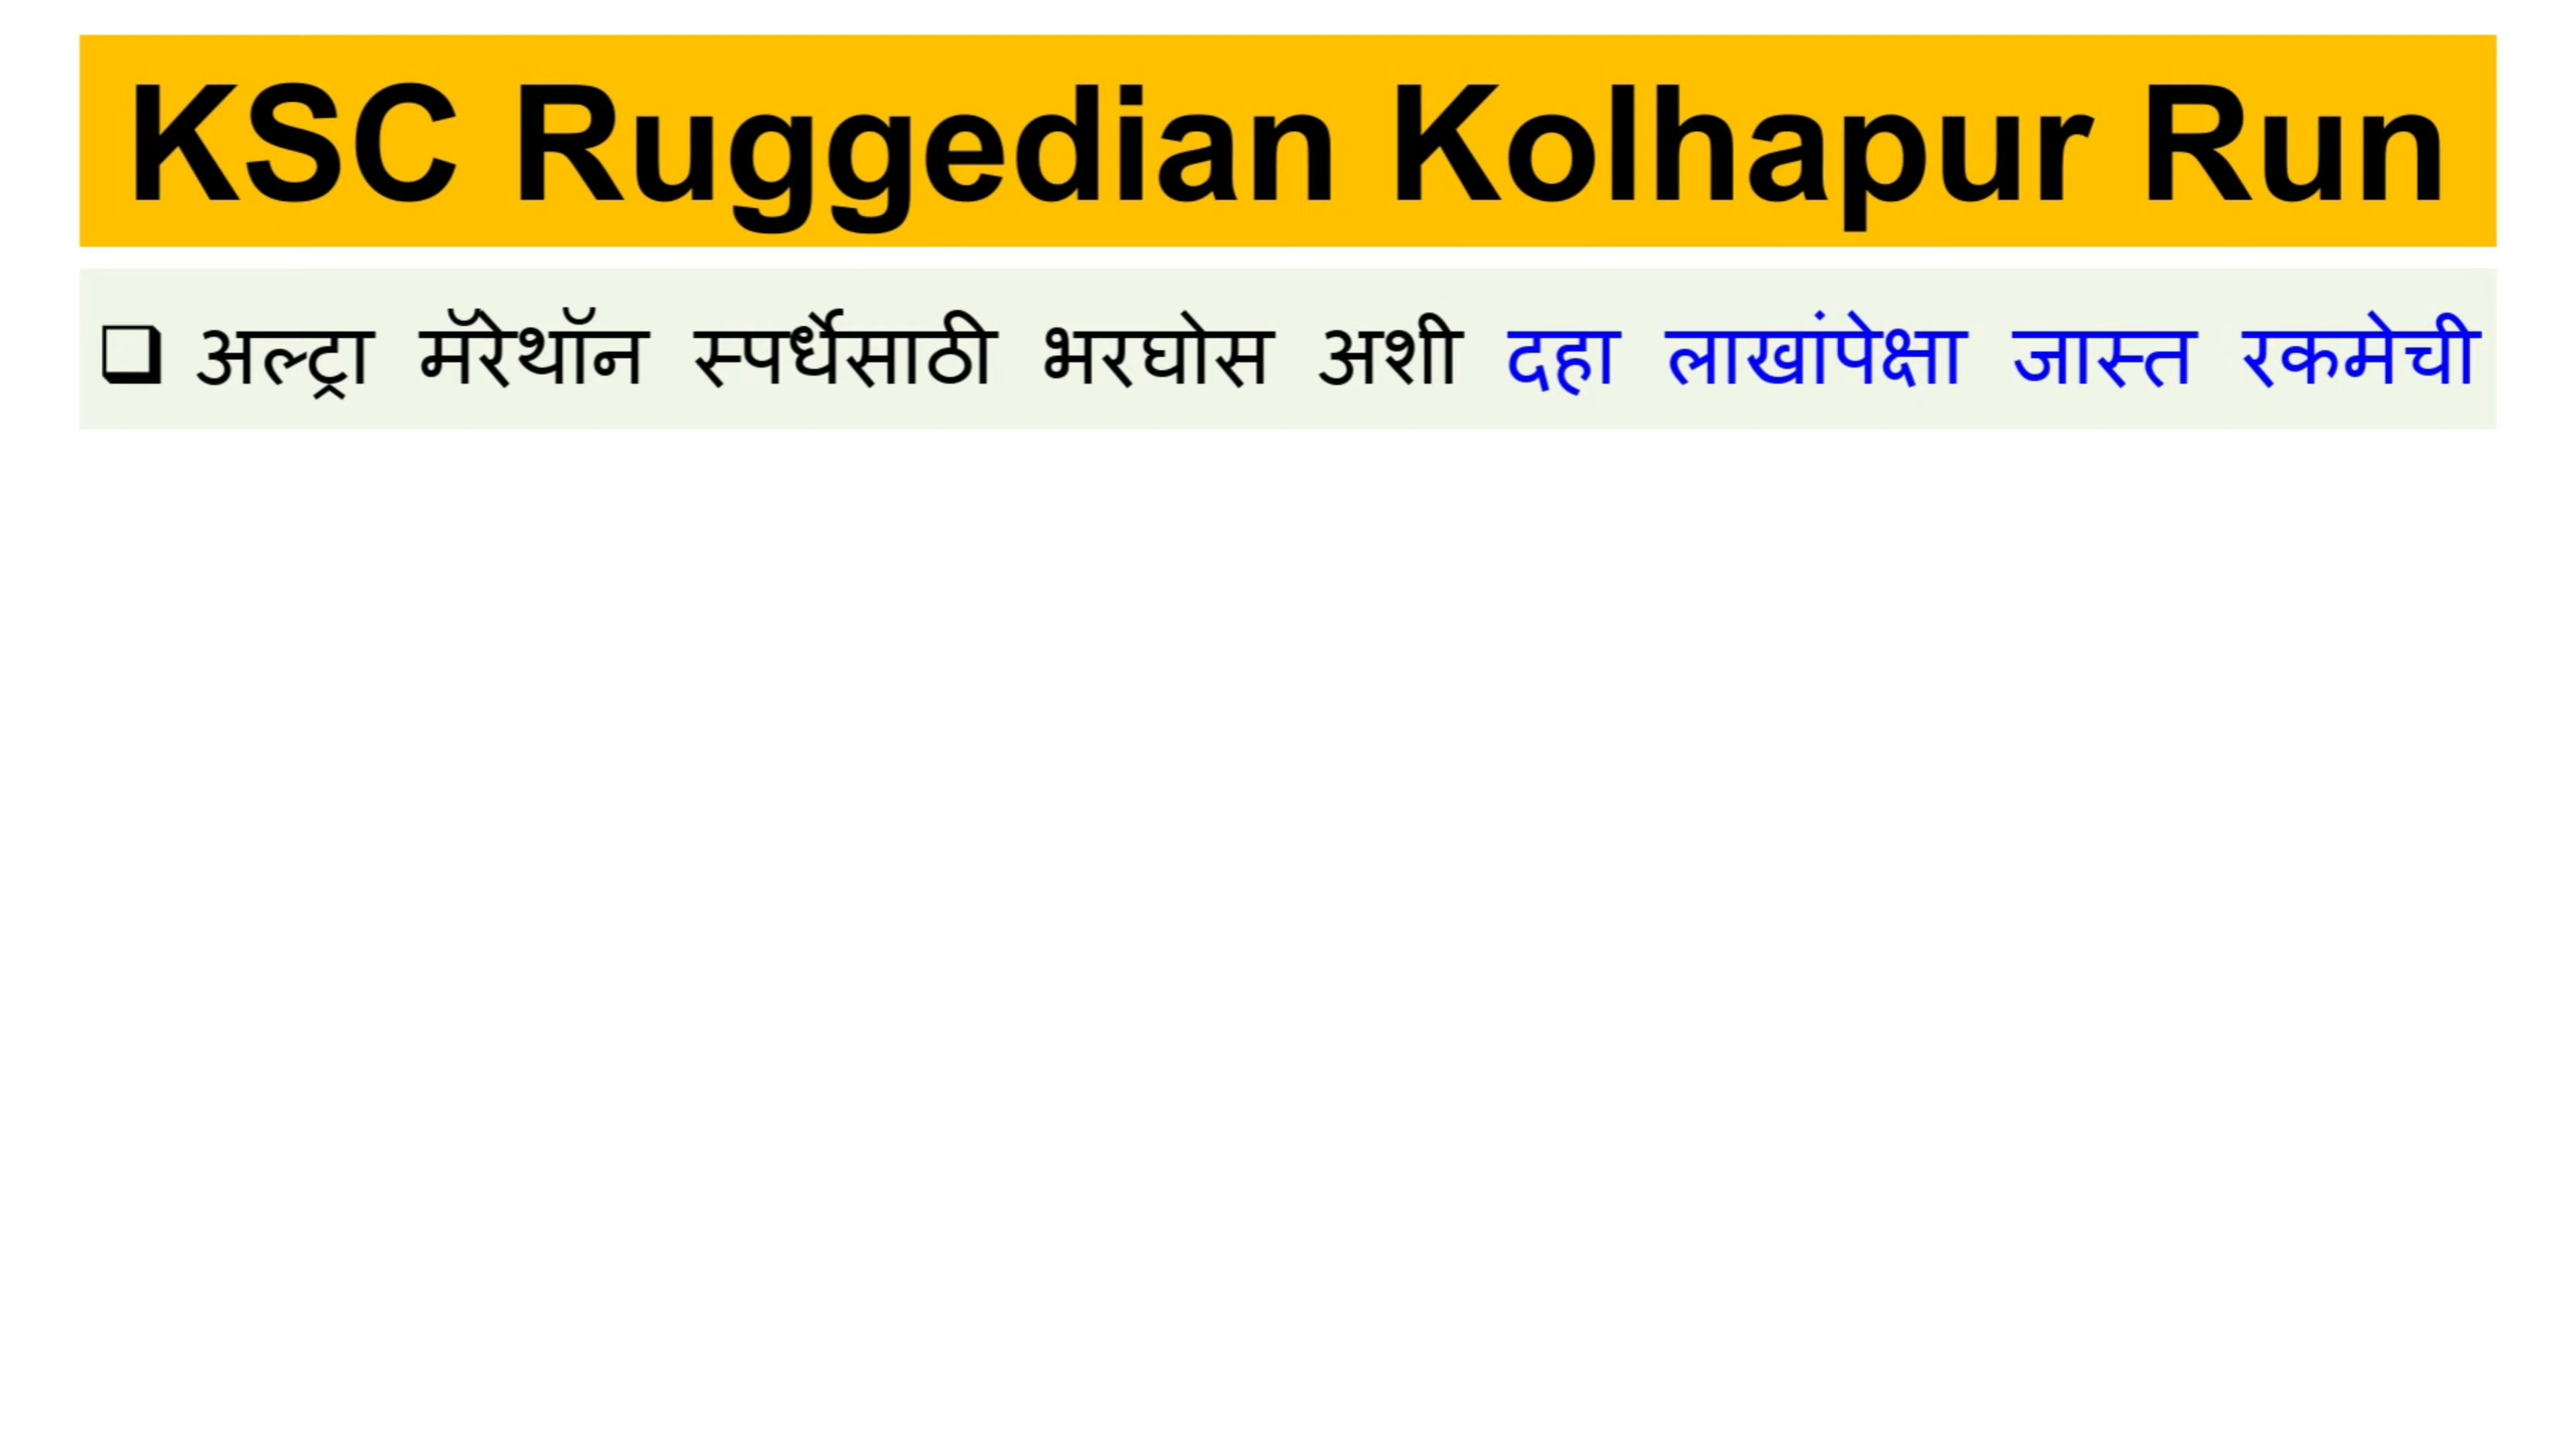 KSC Ruggedian Kolhapur Run
❑ अल्ट्रा मॅरेथॉन स्पर्धेसाठी भरघोस अशी दहा लाखांपेक्षा जास्त रकमेची